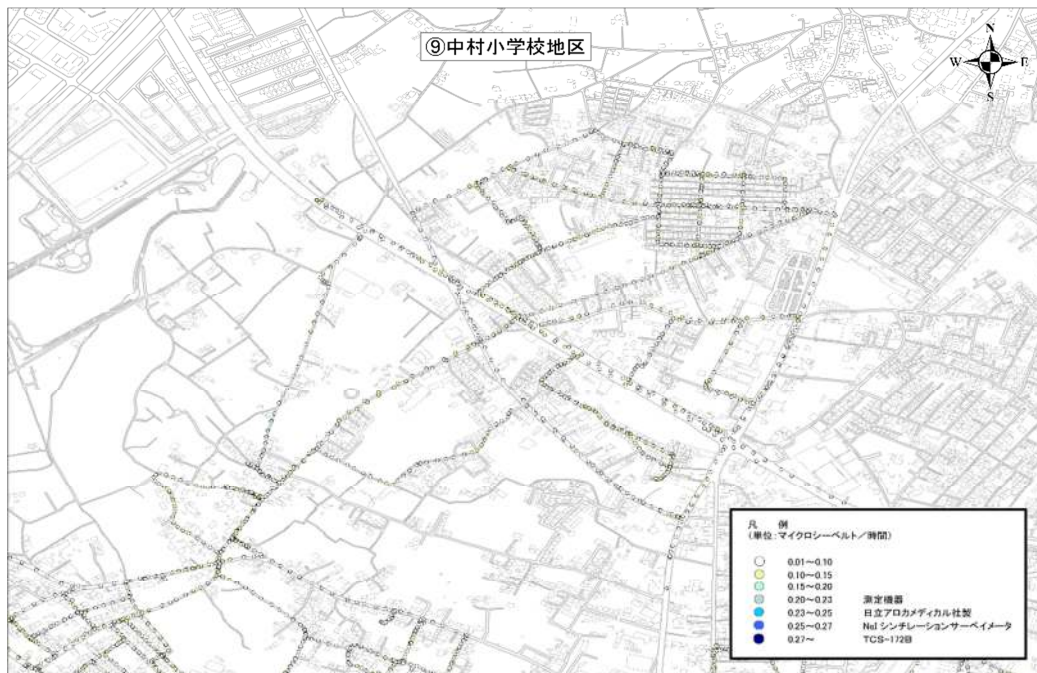 ⑨中村小学校地区
N
W E
S
凡 例
(単位:マイクロシーベルト/時間)
0.01~0.10
0.10~0.15
0.15~0.20
0.20~0.23 測定機器
0.23~0.25 日立アロカメディカル社製
0.25~0.27 NaIシンチレーションサーベイメータ
0.27~ TCS-172B